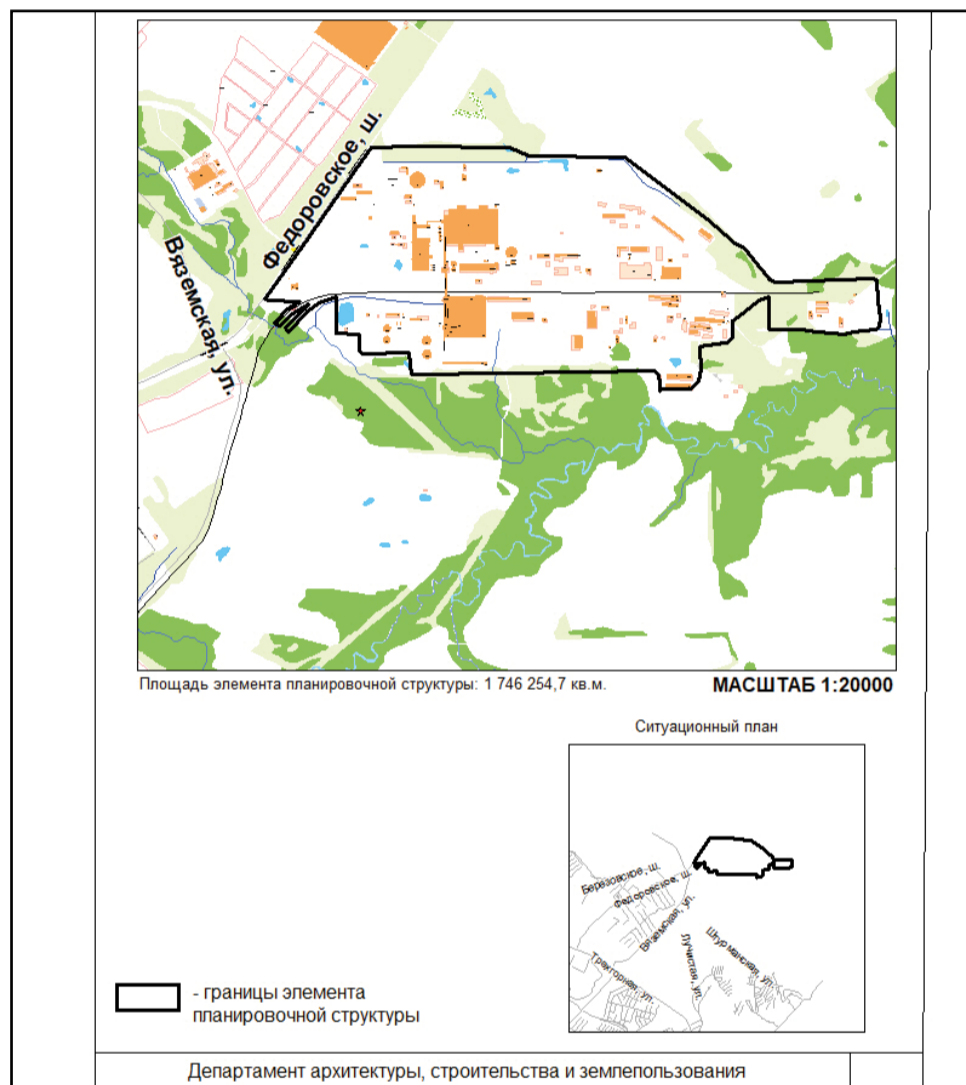 Федоровское, ш.
Вяземская, ул.
Площадь элемента планировочной структуры: 1 746 254,7 кв.м.
МАСШТАБ 1:20000
Ситуационный план
Березовское, ш.
Федоровское, ш.
Вяземская, ул.
Лучистая, ул.
Штурманская, ул.
Тракторная, ул.
- границы элемента
планировочной структуры
Департамент архитектуры, строительства и землепользования